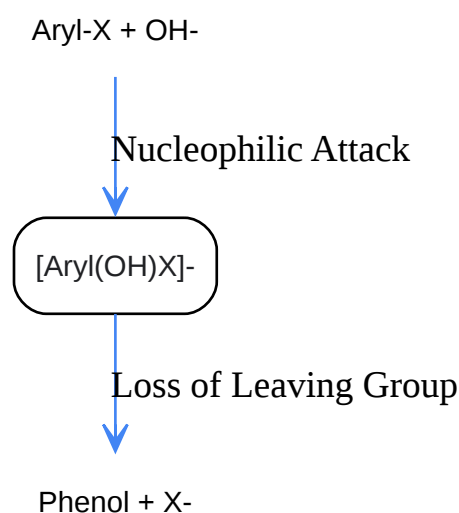 Aryl-X + OH-
Nucleophilic Attack
[Aryl(OH)X]-
Loss of Leaving Group
Phenol + X-